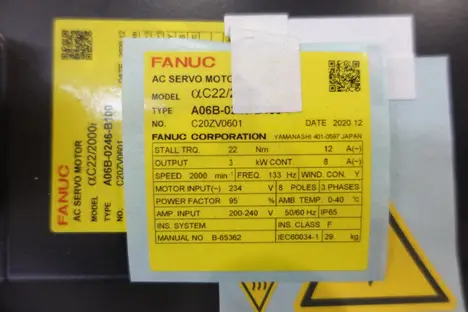 FANUC
AC SERVO MOTOR
MODEL αC22/2000i
TYPE A06B-0246-B100
NO. C20ZV0601
FANUC
AC SERVO MOTO
MODEL αC22/2
TYPE A06B-02
NO. C20ZV0601 DATE 2020.12
FANUC CORPORATION YAMANASHI 401-0597 JAPAN
STALL TRQ. 22 Nm 12 A(~)
OUTPUT 3 kW CONT. 8 A(~)
SPEED 2000 min⁻¹ FREQ. 133 Hz WIND. CON. Y
MOTOR INPUT(~) 234 V 8 POLES 3 PHASES
POWER FACTOR 95 % AMB TEMP. 0-40 ℃
AMP. INPUT 200-240 V 50/60 Hz IP65
INS. SYSTEM INS. CLASS F
MANUAL NO. B-65362 IEC60034-1 29 kg